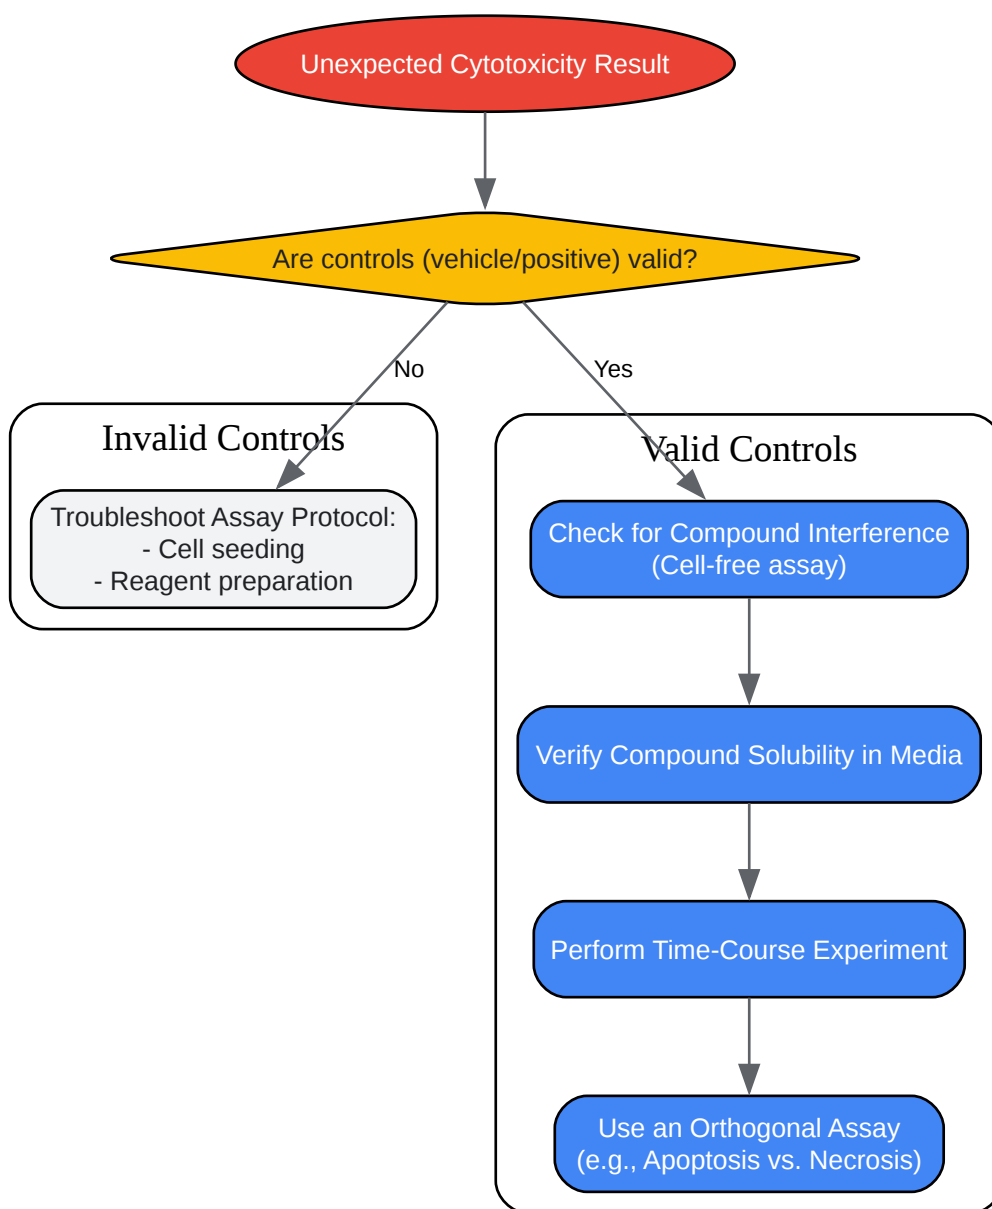 Unexpected Cytotoxicity Result
Are controls (vehicle/positive) valid?
No
Yes
Invalid Controls
Troubleshoot Assay Protocol:
- Cell seeding
- Reagent preparation
Valid Controls
Check for Compound Interference
(Cell-free assay)
Verify Compound Solubility in Media
Perform Time-Course Experiment
Use an Orthogonal Assay
(e.g., Apoptosis vs. Necrosis)